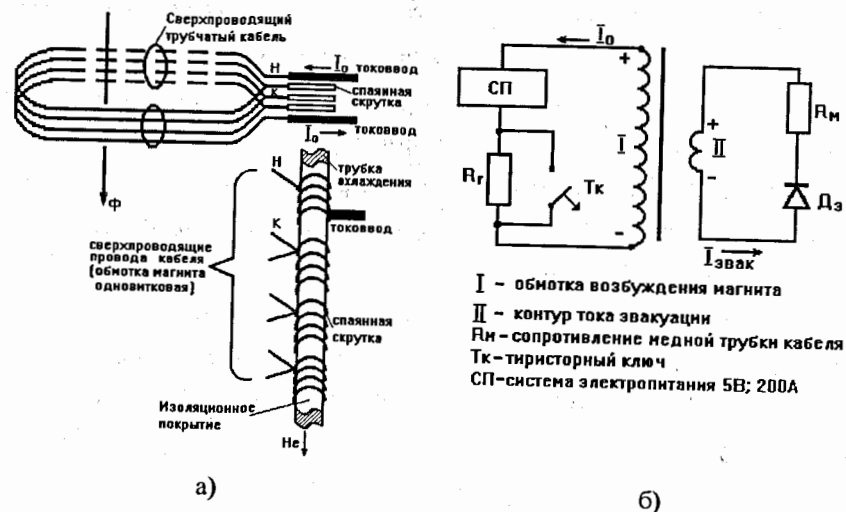 Сверхпроводящий
трубчатый кабель
Н
I₀ токоввод
К
спаянная
скрутка
I₀
токоввод
Ф
Н
трубка
охлаждения
токоввод
К
сверхпроводящие
провода кабеля
(обмотка магнита
одновитковая)
спаянная
скрутка
Изоляционное
покрытие
Не
а)
I₀
+
СП
I
Rг
Тк
-
+
II
-
Rм
Дэ
Iэвак
I - обмотка возбуждения магнита
II - контур тока эвакуации
Rм-сопротивление медной трубки кабеля
Тк-тиристорный ключ
СП-система электропитания 5В; 200А
б)